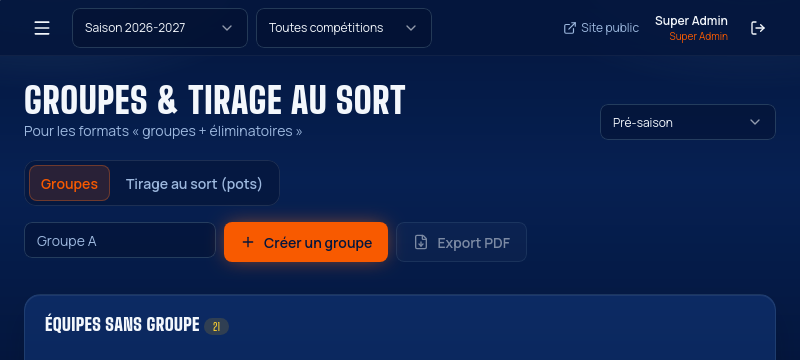 Saison 2026-2027
Toutes compétitions
Site public
Super Admin
Super Admin
GROUPES & TIRAGE AU SORT
Pour les formats « groupes + éliminatoires »
Pré-saison
Groupes
Tirage au sort (pots)
Groupe A
Créer un groupe
Export PDF
ÉQUIPES SANS GROUPE 21